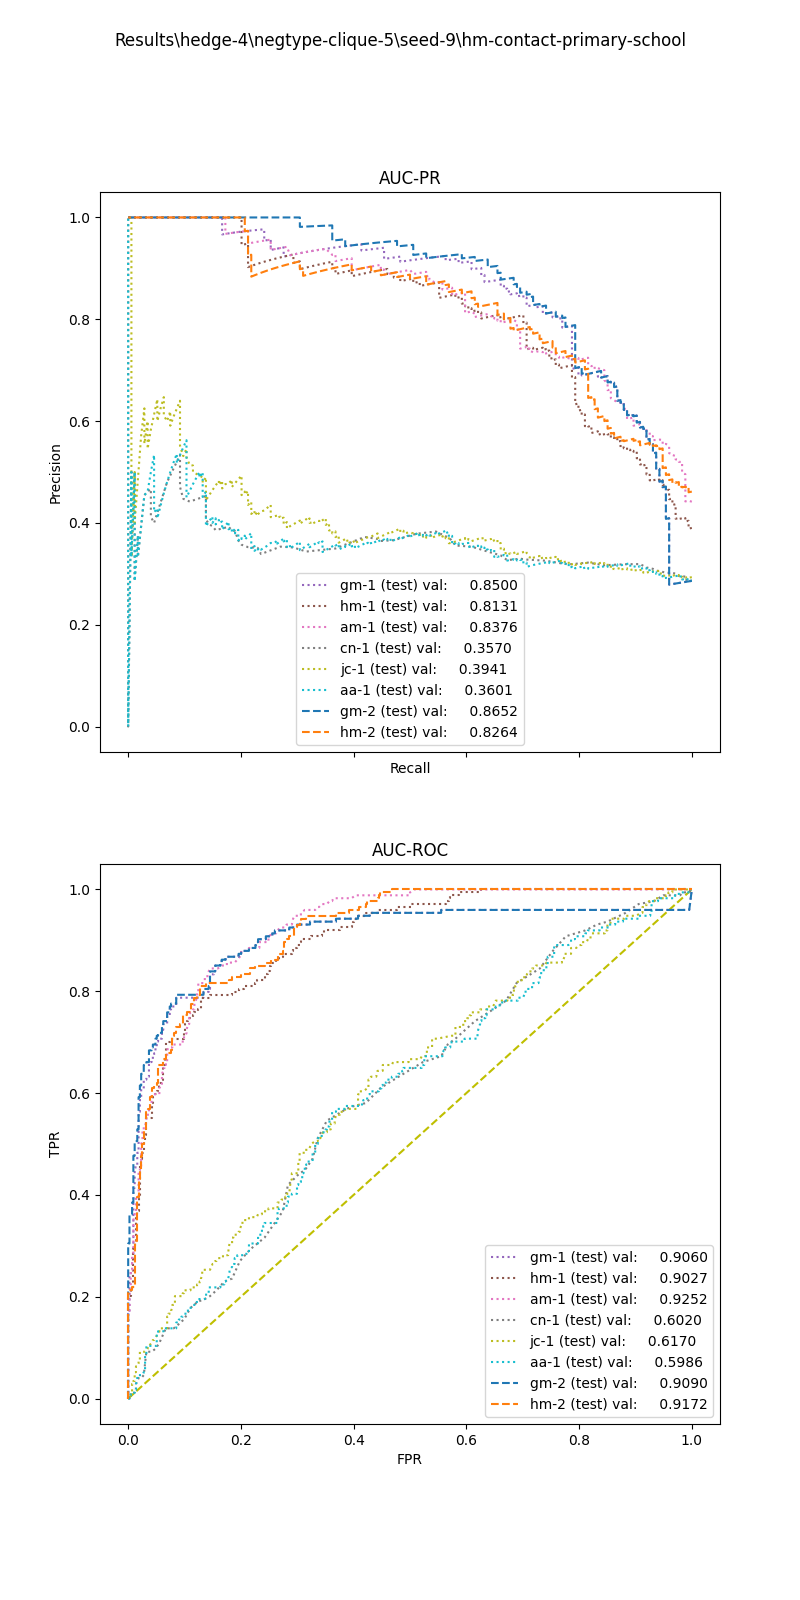 Results\hedge-4\negtype-clique-5\seed-9\hm-contact-primary-school
AUC-PR
1.0
0.8
0.6
0.4
0.2
0.0
Precision
gm-1 (test) val: 0.8500
hm-1 (test) val: 0.8131
am-1 (test) val: 0.8376
cn-1 (test) val: 0.3570
jc-1 (test) val: 0.3941
aa-1 (test) val: 0.3601
gm-2 (test) val: 0.8652
hm-2 (test) val: 0.8264
Recall
AUC-ROC
1.0
0.8
0.6
0.4
0.2
0.0
TPR
gm-1 (test) val: 0.9060
hm-1 (test) val: 0.9027
am-1 (test) val: 0.9252
cn-1 (test) val: 0.6020
jc-1 (test) val: 0.6170
aa-1 (test) val: 0.5986
gm-2 (test) val: 0.9090
hm-2 (test) val: 0.9172
0.0 0.2 0.4 0.6 0.8 1.0
FPR